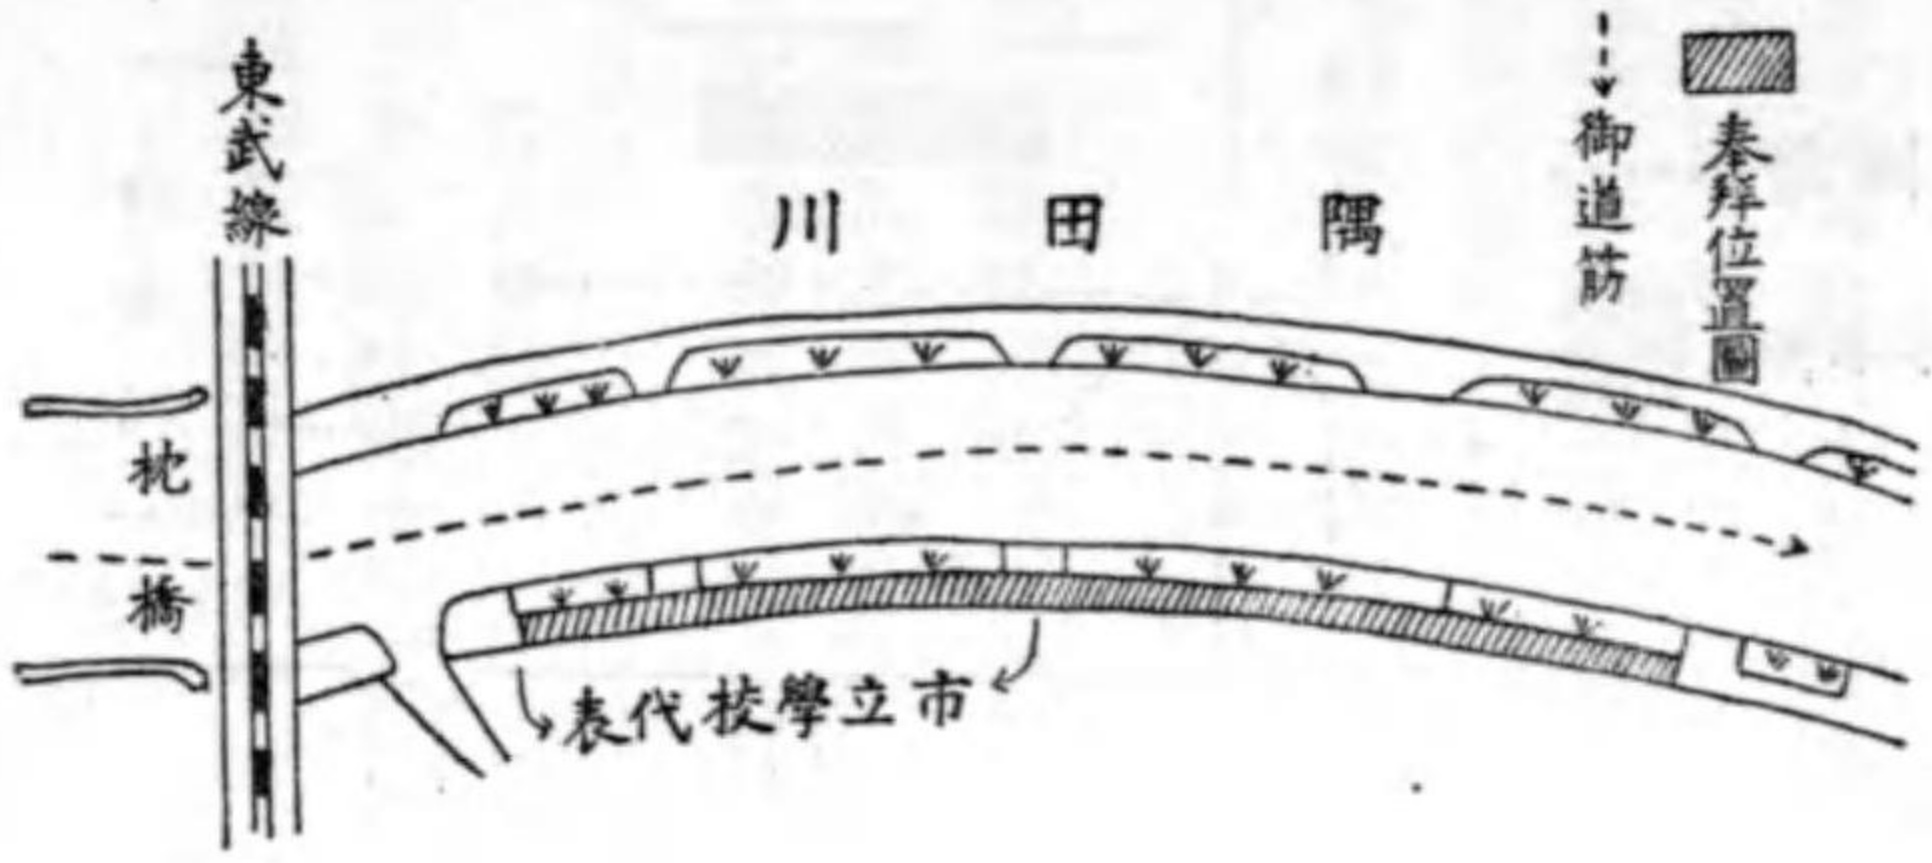 奉拜位置圖
御道筋
隅田川
東武線
枕橋
市立學校代表